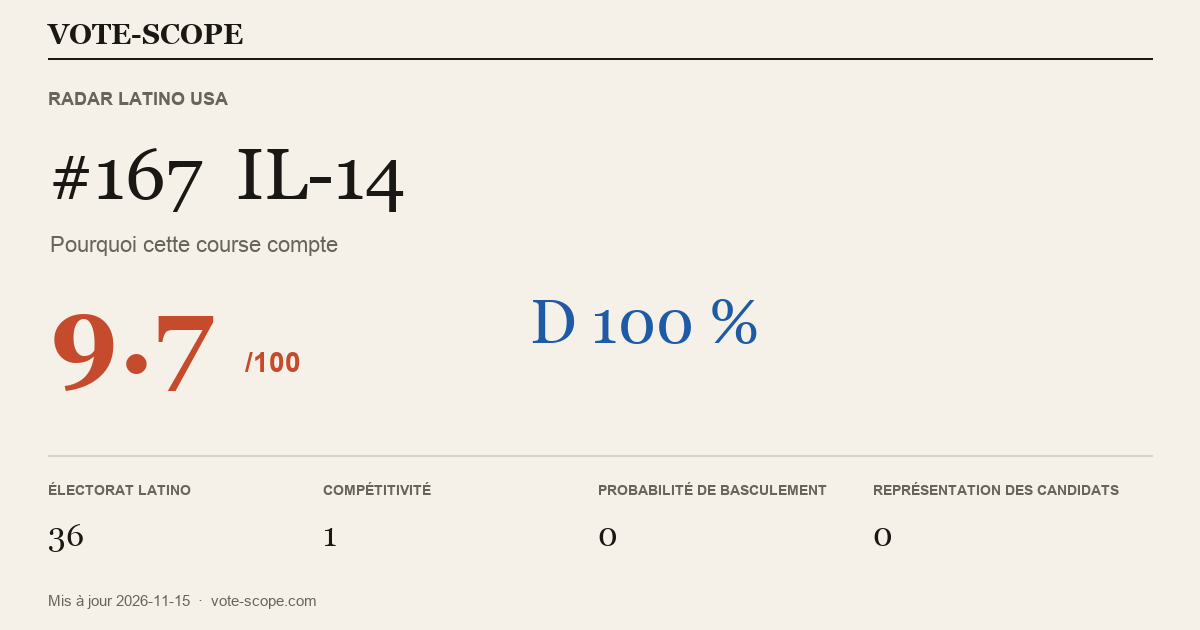 VOTE-SCOPE
RADAR LATINO USA
#167 IL-14
Pourquoi cette course compte
9.7 /100
D 100 %
ÉLECTORAT LATINO
36
COMPÉTITIVITÉ
1
PROBABILITÉ DE BASCULEMENT
0
REPRÉSENTATION DES CANDIDATS
0
Mis à jour 2026-11-15 · vote-scope.com